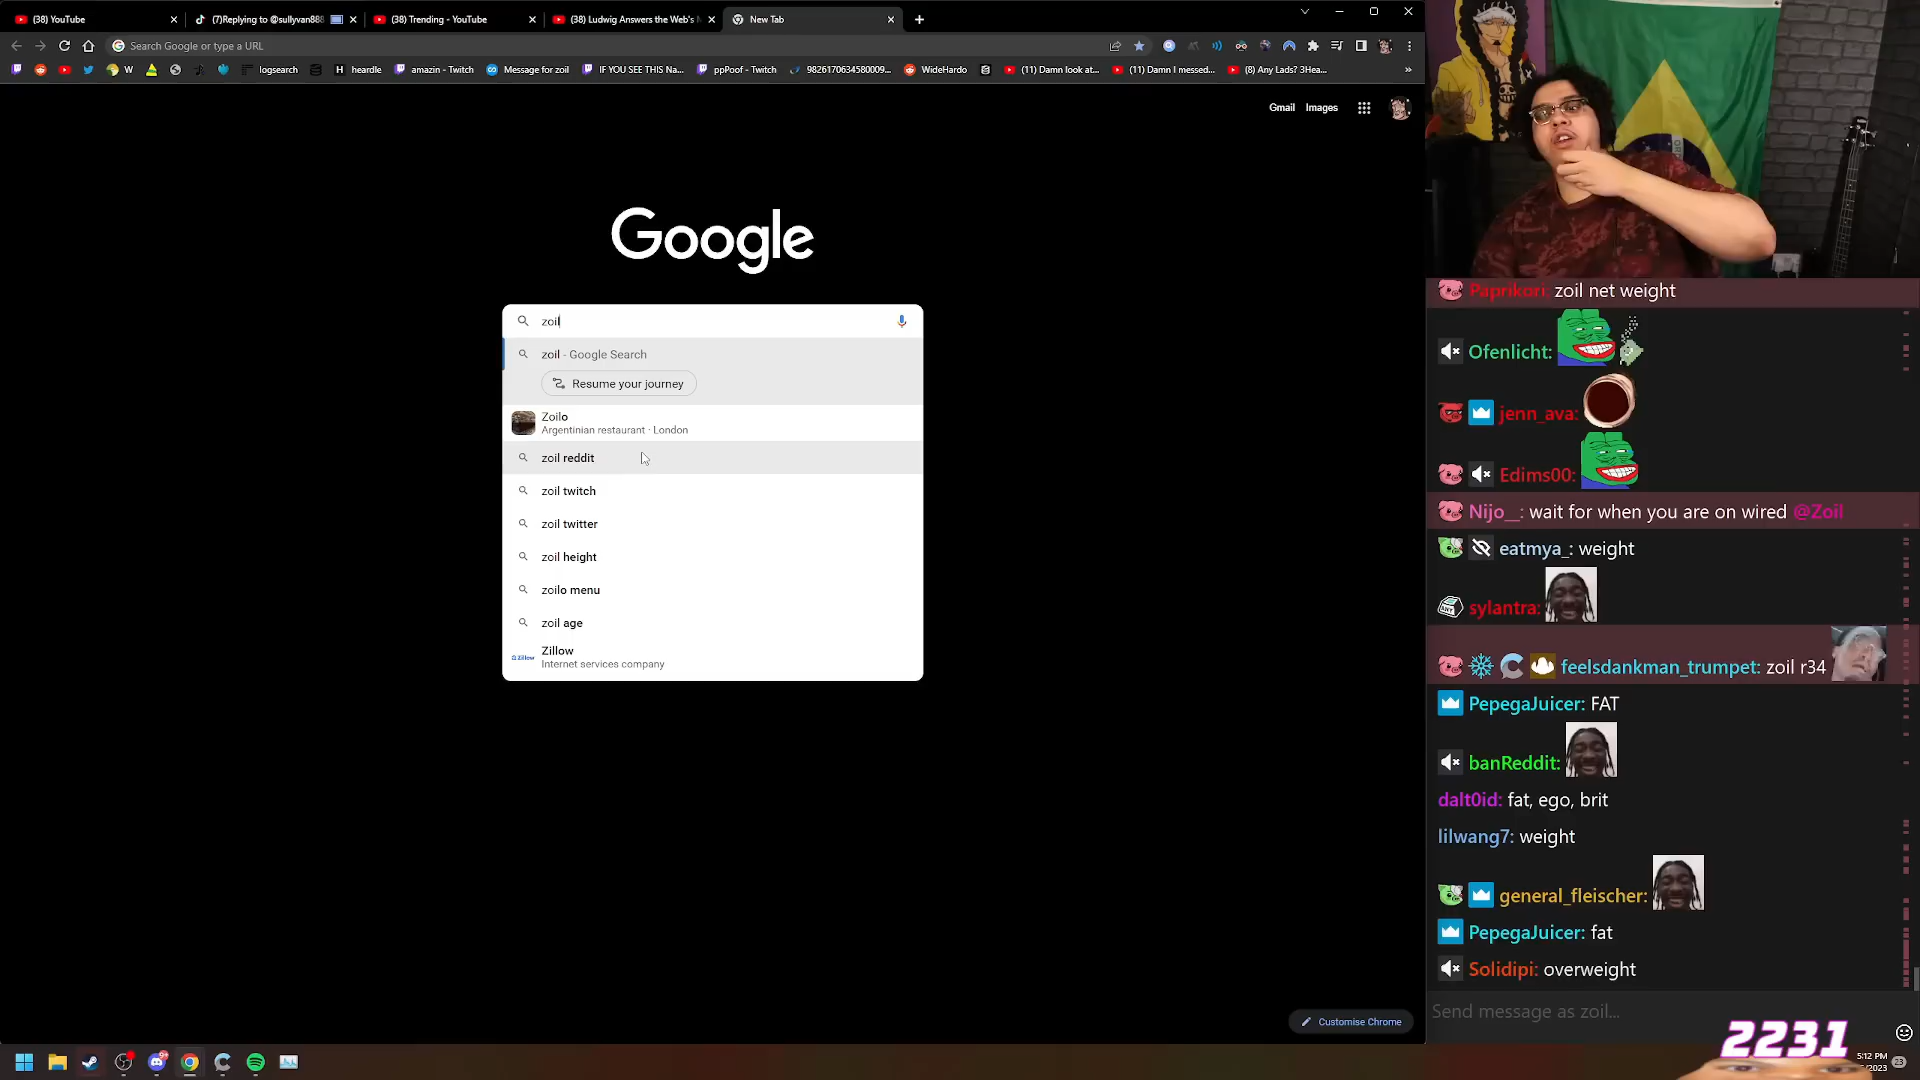 (38) YouTube
(7)Replying to @sullyvan888
(38) Trending - YouTube
(38) Ludwig Answers the Web's
New Tab
Search Google or type a URL
W
logsearch
H heardle
amazin - Twitch
Message for zoil
IF YOU SEE THIS Na...
ppPoof - Twitch
9826170634580009...
WideHardo
(11) Damn look at...
(11) Damn I messed...
(8) Any Lads? 3Hea...
»
Gmail Images
Google
zoil
zoil - Google Search
Resume your journey
Zoilo
Argentinian restaurant · London
zoil reddit
zoil twitch
zoil twitter
zoil height
zoilo menu
zoil age
Zillow
Zillow
Internet services company
Customise Chrome
Paprikori: zoil net weight
Ofenlicht:
jenn_ava:
Edims00:
Nijo__: wait for when you are on wired @Zoil
eatmya_: weight
sylantra:
feelsdankman_trumpet: zoil r34
PepegaJuicer: FAT
banReddit:
dalt0id: fat, ego, brit
lilwang7: weight
general_fleischer:
PepegaJuicer: fat
Solidipi: overweight
Send message as zoil...
2231
5:12 PM
/2023
23